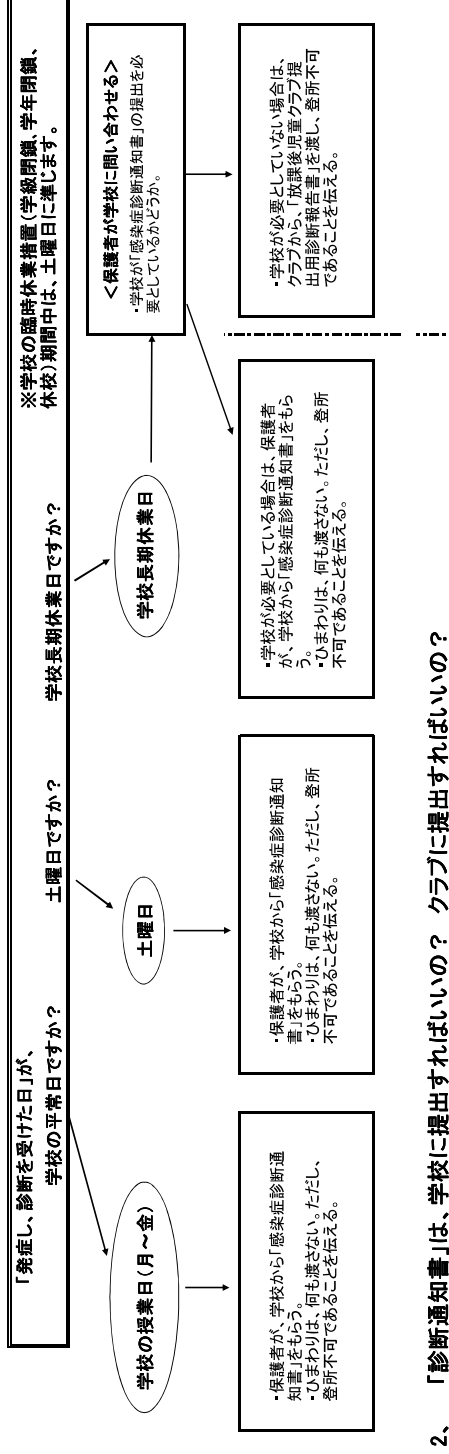 「発症し、診断を受けた日」が、
学校の平常日ですか？
土曜日ですか？
学校長期休業日ですか？
※学校の臨時休業措置（学級閉鎖、学年閉鎖、
休校）期間中は、土曜日に準じます。
学校の授業日（月～金）
土曜日
学校長期休業日
＜保護者が学校に問い合わせる＞
・学校が「感染症診断通知書」の提出を必
要としているかどうか。
・保護者が、学校から「感染症診断通
知書」をもらう。
・ひまわりは、何も渡さない。ただし、
登所不可であることを伝える。
・保護者が、学校から「感染症診断通知
書」をもらう。
・ひまわりは、何も渡さない。ただし、登所
不可であることを伝える。
・学校が必要としている場合は、保護者
が、学校から「感染症診断通知書」をもら
う。
・ひまわりは、何も渡さない。ただし、登所
不可であることを伝える。
・学校が必要としていない場合は、
クラブから、「放課後児童クラブ提
出用診断報告書」を渡し、登所不可
であることを伝える。
2、　「診断通知書」は、学校に提出すればいいの？　クラブに提出すればいいの？